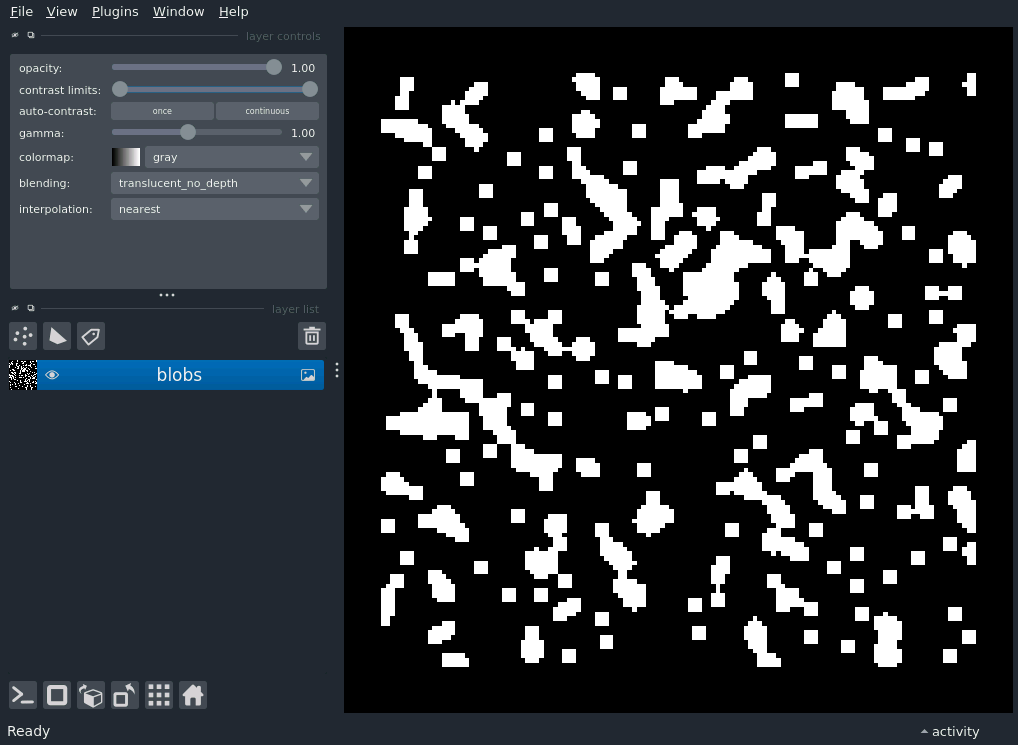 File View Plugins Window Help
layer controls
opacity: 1.00
contrast limits:
auto-contrast: once continuous
gamma: 1.00
colormap: gray
blending: translucent_no_depth
interpolation: nearest
layer list
blobs
Ready activity